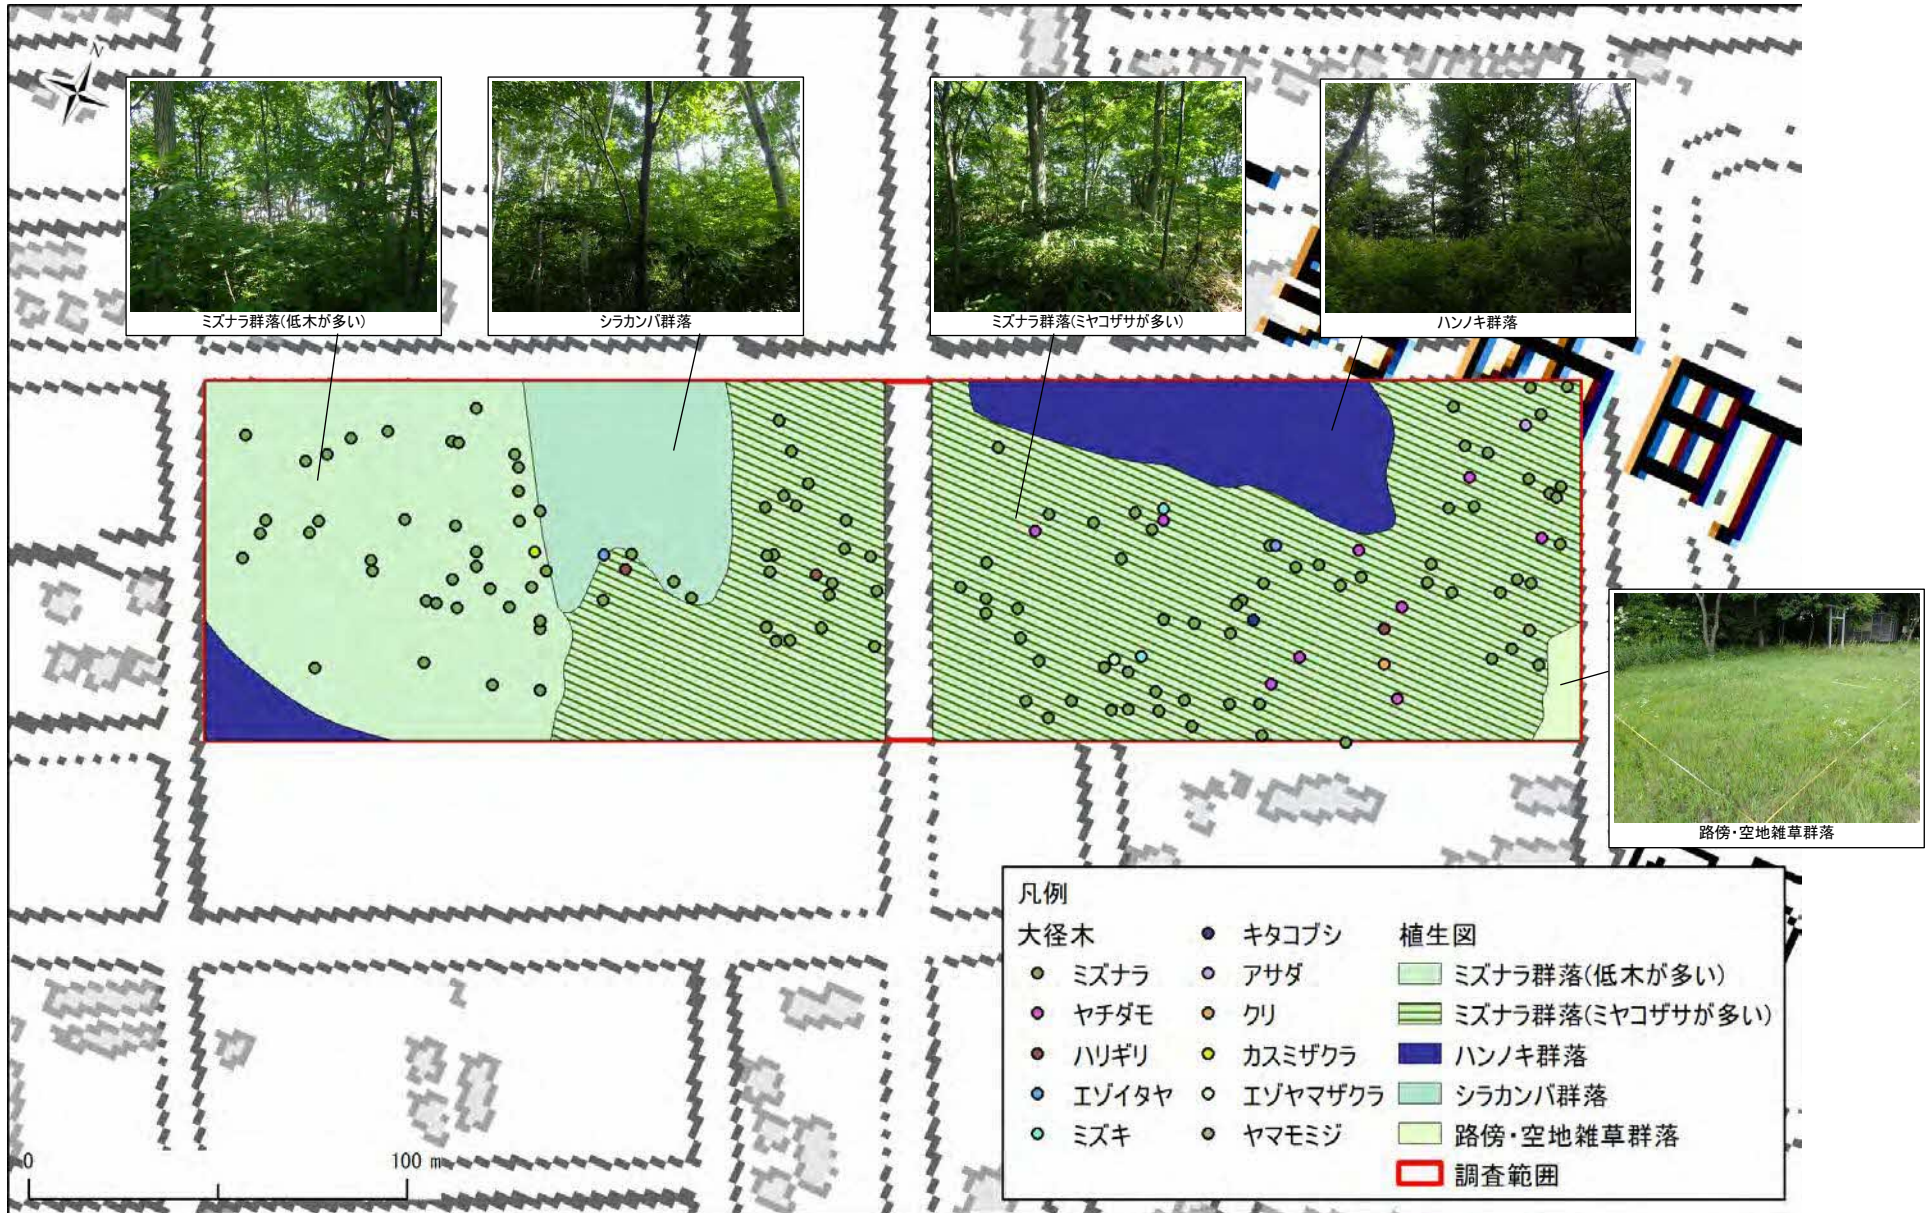 N
ミズナラ群落(低木が多い)
シラカンバ群落
ミズナラ群落(ミヤコザサが多い)
ハンノキ群落
路傍・空地雑草群落
凡例
大径木
ミズナラ
ヤチダモ
ハリギリ
エゾイタヤ
ミズキ
キタコブシ
アサダ
クリ
カスミザクラ
エゾヤマザクラ
ヤマモミジ
植生図
ミズナラ群落(低木が多い)
ミズナラ群落(ミヤコザサが多い)
ハンノキ群落
シラカンバ群落
路傍・空地雑草群落
調査範囲
0
100 m